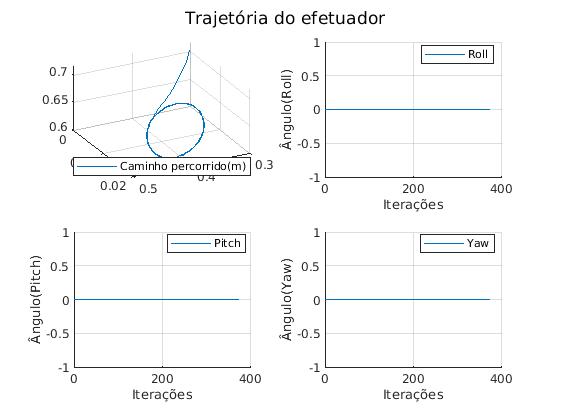 Trajetória do efetuador
0.7
0.65
0.6
0
0.02
0.5
0.4
0.3
Caminho percorrido(m)
1
0.5
0
-0.5
-1
0
200
400
Ângulo(Roll)
Iterações
Roll
1
0.5
0
-0.5
-1
0
200
400
Ângulo(Pitch)
Iterações
Pitch
1
0.5
0
-0.5
-1
0
200
400
Ângulo(Yaw)
Iterações
Yaw